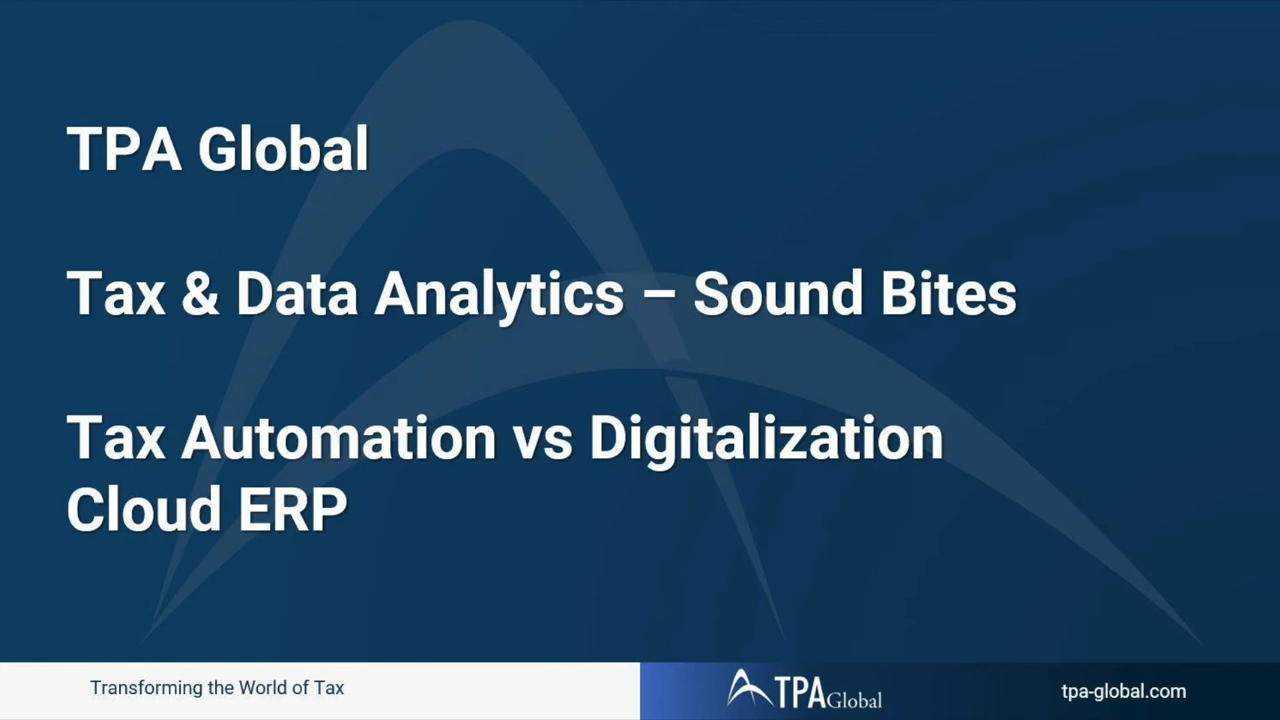 TPA Global
Tax & Data Analytics – Sound Bites
Tax Automation vs Digitalization
Cloud ERP
Transforming the World of Tax
TPA Global
tpa-global.com